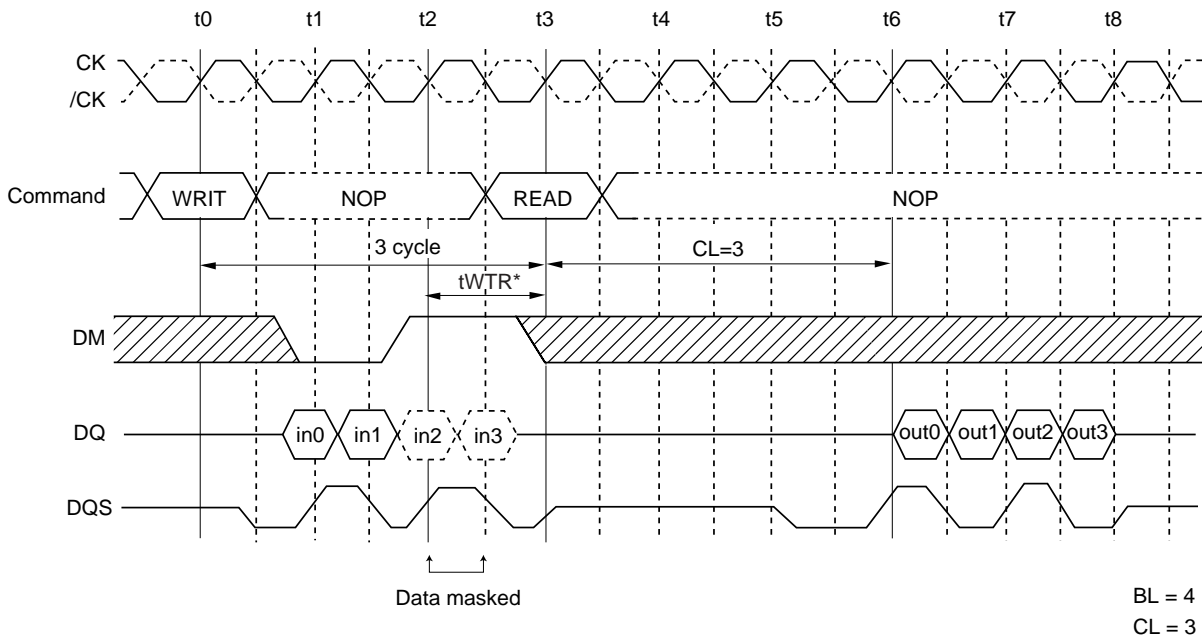 t0 t1 t2 t3 t4 t5 t6 t7 t8
CK
/CK
Command WRIT NOP READ NOP
3 cycle CL=3
tWTR*
DM
DQ in0 in1 in2 in3 out0 out1 out2 out3
DQS
Data masked
BL = 4
CL = 3